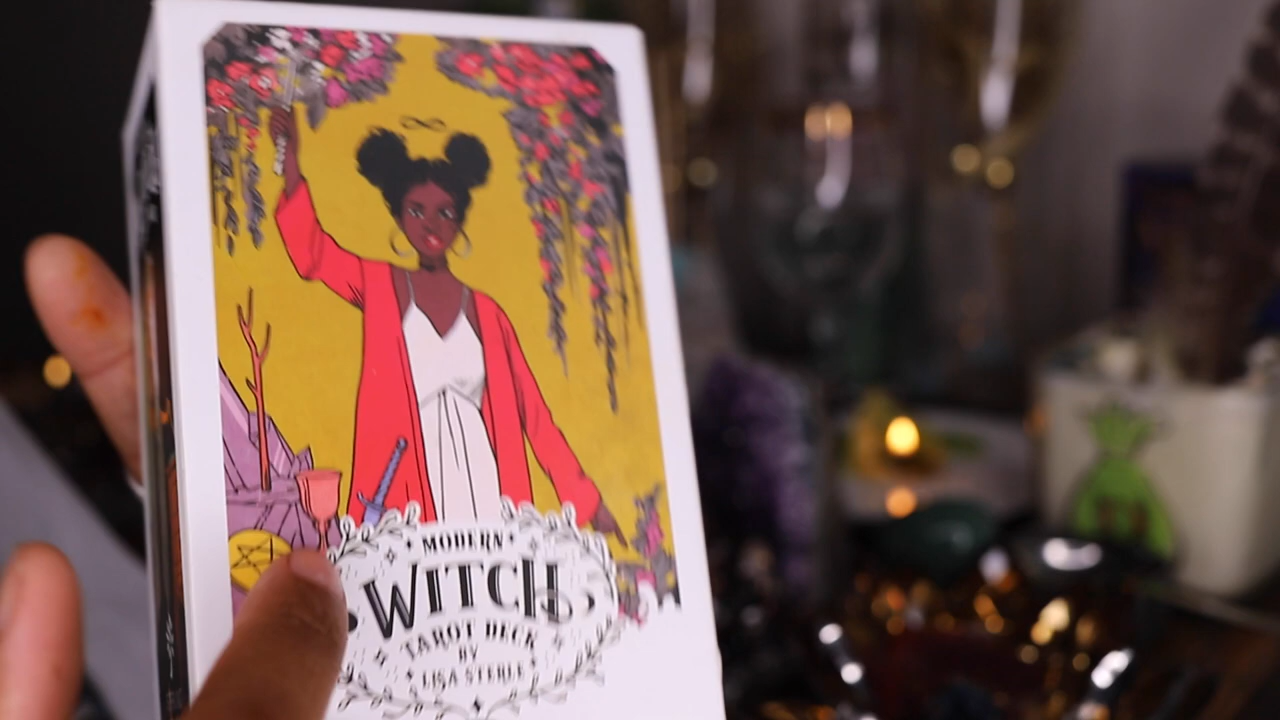 MODERN
WITCH
TAROT DECK
BY
LISA STERLE